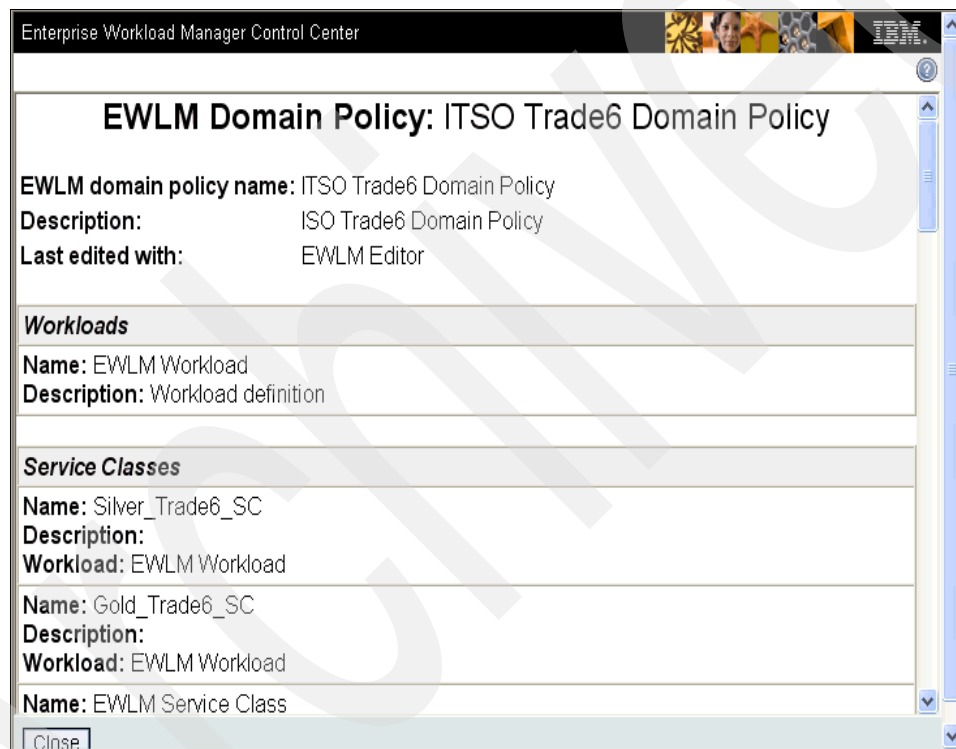 Enterprise Workload Manager Control Center
IBM.
?
EWLM Domain Policy: ITSO Trade6 Domain Policy
EWLM domain policy name: ITSO Trade6 Domain Policy
Description: ISO Trade6 Domain Policy
Last edited with: EWLM Editor
Workloads
Name: EWLM Workload
Description: Workload definition
Service Classes
Name: Silver_Trade6_SC
Description:
Workload: EWLM Workload
Name: Gold_Trade6_SC
Description:
Workload: EWLM Workload
Name: EWLM Service Class
Close